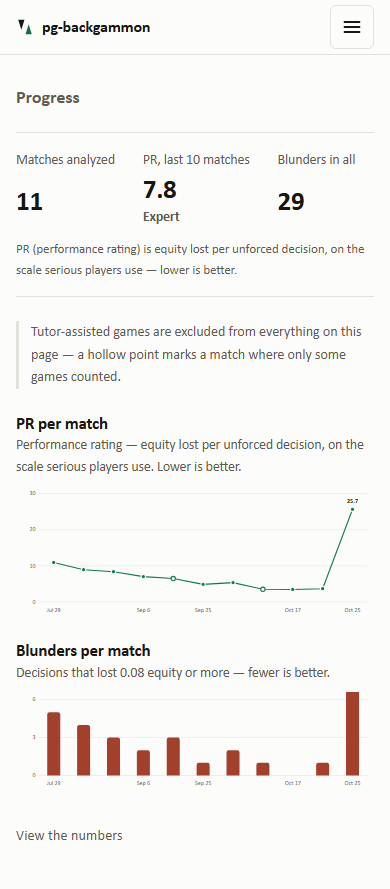 pg-backgammon
Progress
Matches analyzed
11
PR, last 10 matches
7.8
Expert
Blunders in all
29
PR (performance rating) is equity lost per unforced decision, on the
scale serious players use — lower is better.
Tutor-assisted games are excluded from everything on this
page — a hollow point marks a match where only some
games counted.
PR per match
Performance rating — equity lost per unforced decision, on the
scale serious players use. Lower is better.
30
20
10
0
25.7
Jul 29
Sep 6
Sep 25
Oct 17
Oct 25
Blunders per match
Decisions that lost 0.08 equity or more — fewer is better.
6
3
0
Jul 29
Sep 6
Sep 25
Oct 17
Oct 25
View the numbers